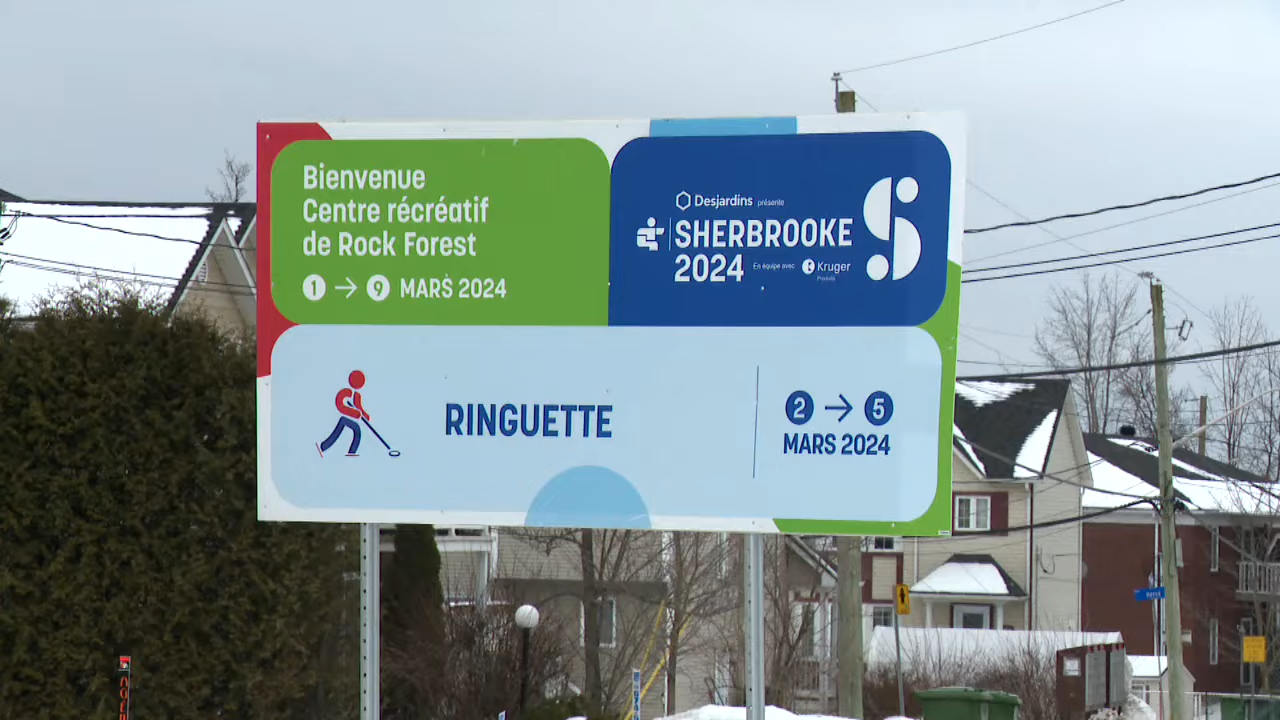 Bienvenue
Centre récréatif
de Rock Forest
1 → 9 MARS 2024
Desjardins présente
SHERBROOKE
2024
En équipe avec Kruger
Produits
RINGUETTE
2 → 5
MARS 2024